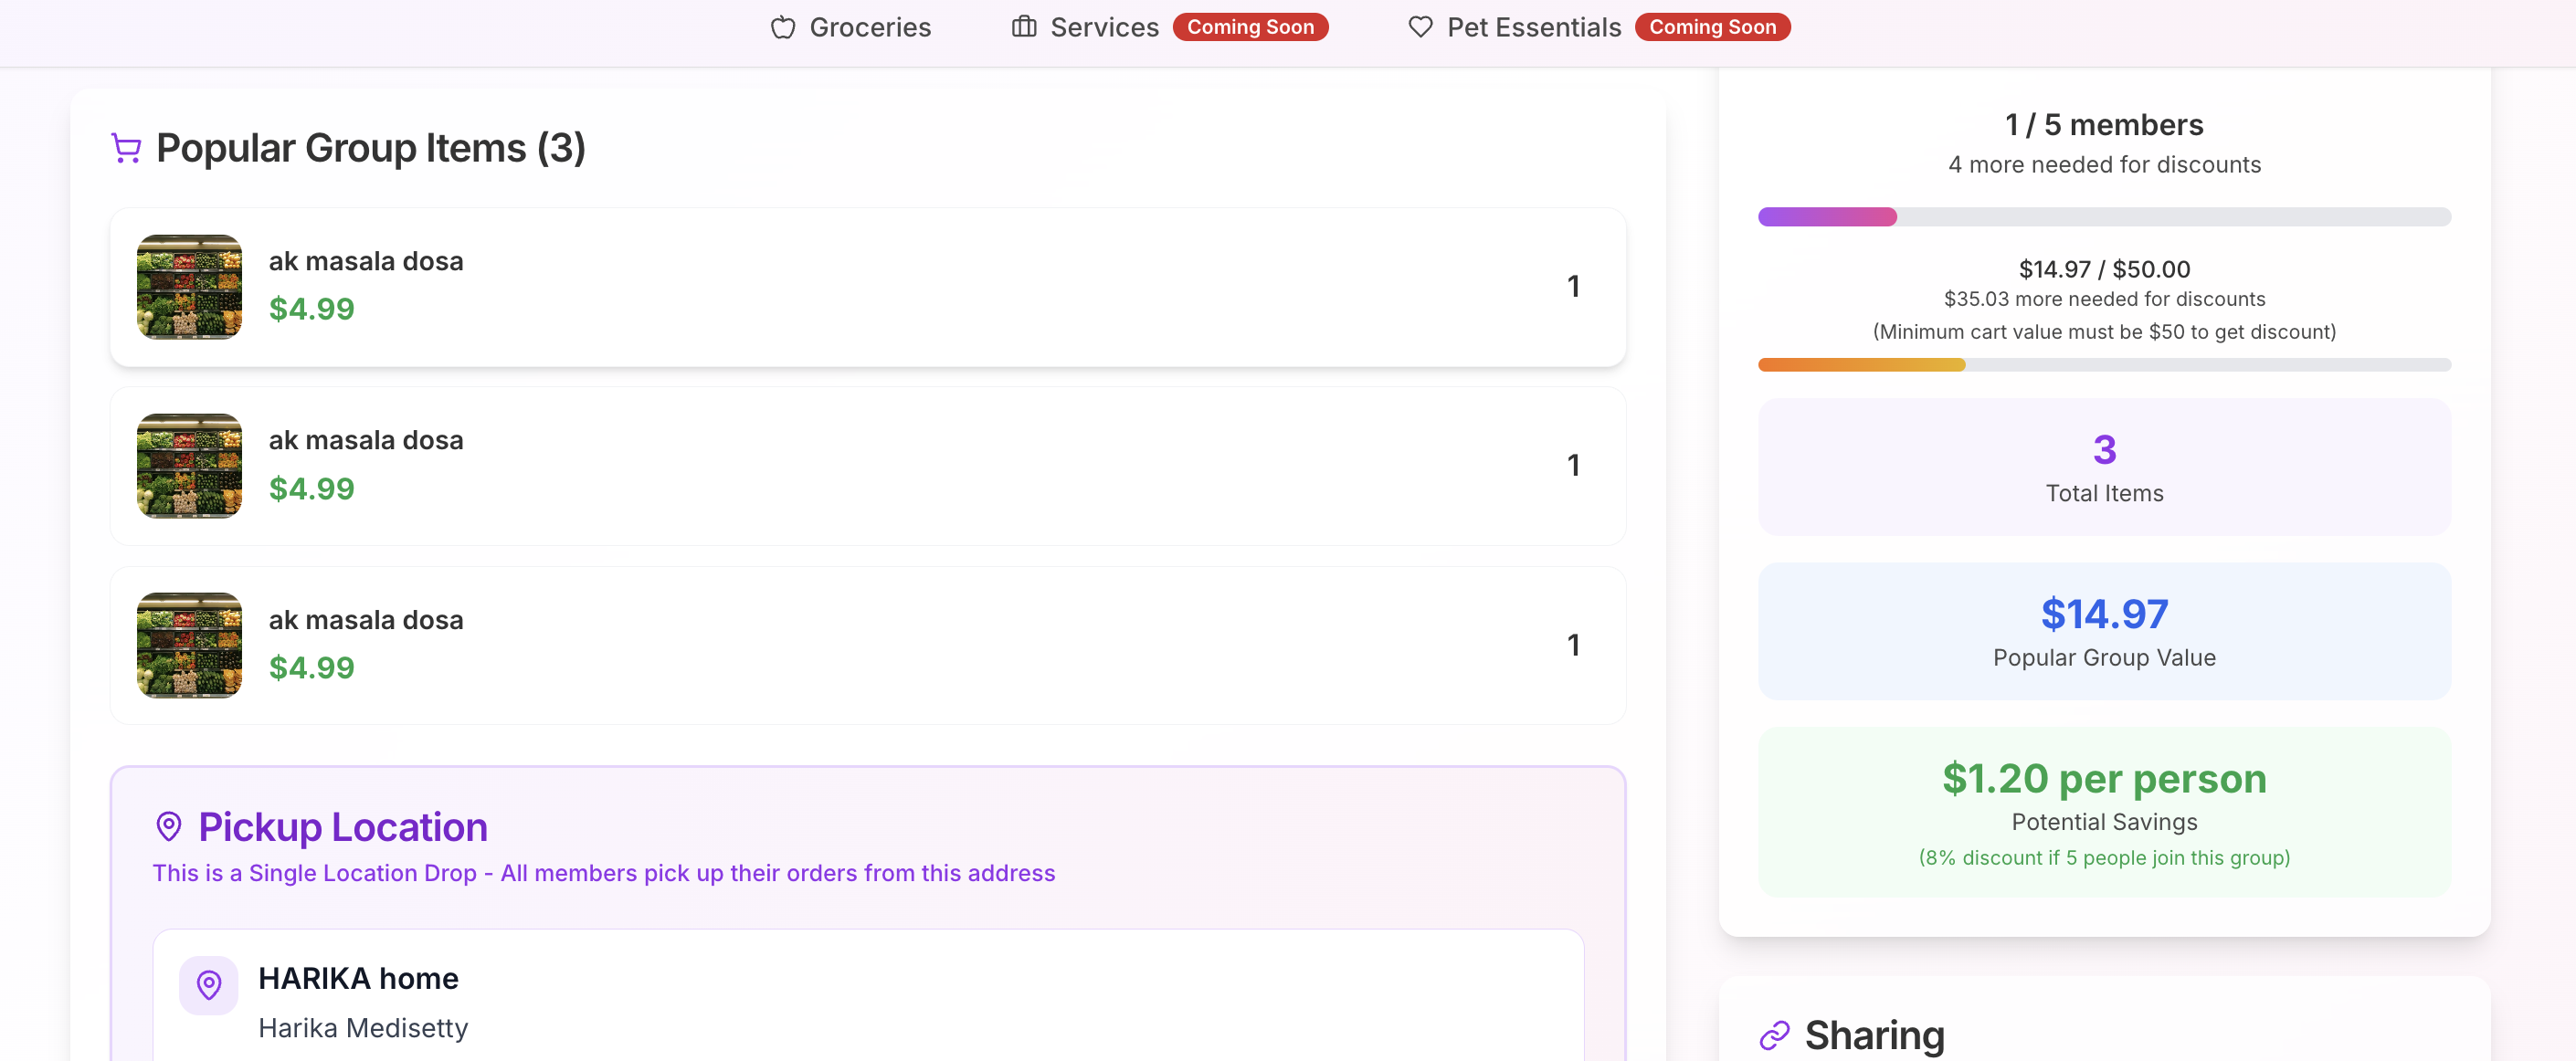 Groceries
Services Coming Soon
Pet Essentials Coming Soon
Popular Group Items (3)
ak masala dosa
$4.99
1
ak masala dosa
$4.99
1
ak masala dosa
$4.99
1
Pickup Location
This is a Single Location Drop - All members pick up their orders from this address
HARIKA home
Harika Medisetty
1 / 5 members
4 more needed for discounts
$14.97 / $50.00
$35.03 more needed for discounts
(Minimum cart value must be $50 to get discount)
3
Total Items
$14.97
Popular Group Value
$1.20 per person
Potential Savings
(8% discount if 5 people join this group)
Sharing